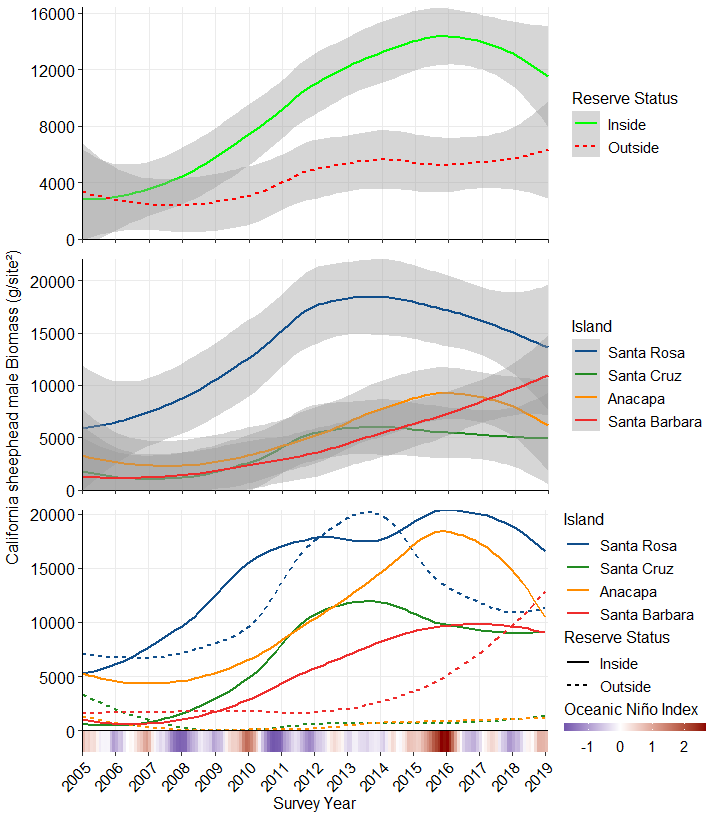 16000
12000
8000
4000
0
Reserve Status
Inside
Outside
California sheephead male Biomass (g/site²)
20000
15000
10000
5000
0
Island
Santa Rosa
Santa Cruz
Anacapa
Santa Barbara
20000
15000
10000
5000
0
Island
Santa Rosa
Santa Cruz
Anacapa
Santa Barbara
Reserve Status
Inside
Outside
Oceanic Niño Index
-1 0 1 2
2005 2006 2007 2008 2009 2010 2011 2012 2013 2014 2015 2016 2017 2018 2019
Survey Year